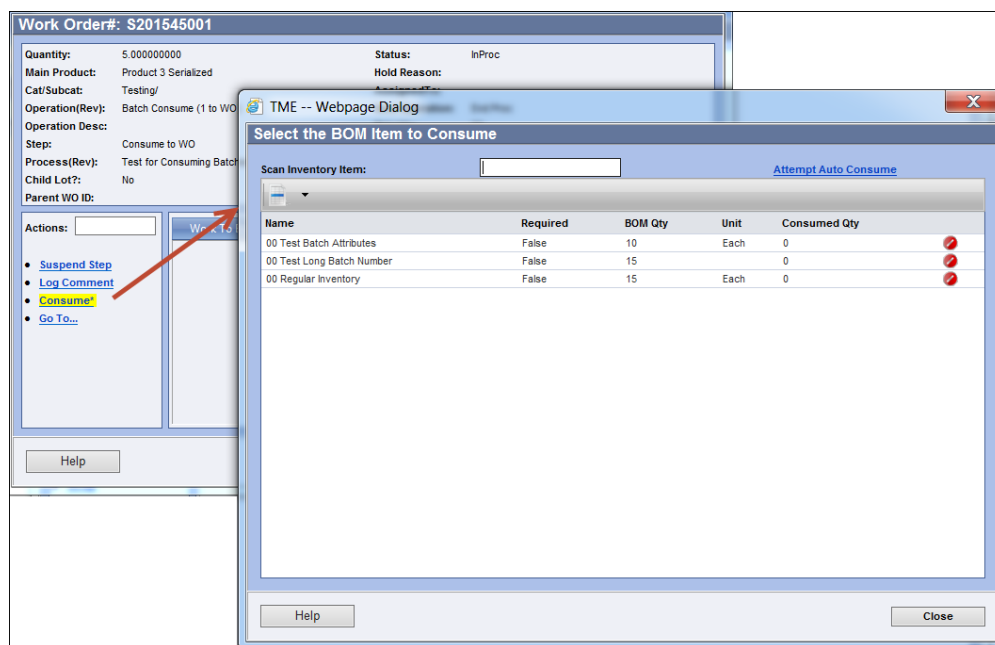 Work Order#: S201545001
Quantity: 5.000000000 Status: InProc
Main Product: Product 3 Serialized Hold Reason:
Cat/Subcat: Testing/ AssignedTo:
Operation(Rev): Batch Consume (1 to WO
Operation Desc:
Step: Consume to WO
Process(Rev): Test for Consuming Batch
Child Lot?: No
Parent WO ID:
Actions:
Work To
Suspend Step
Log Comment
Consume*
Go To...
Help
TME -- Webpage Dialog
X
Select the BOM Item to Consume
Scan Inventory Item: Attempt Auto Consume
Name Required BOM Qty Unit Consumed Qty
00 Test Batch Attributes False 10 Each 0
00 Test Long Batch Number False 15 0
00 Regular Inventory False 15 Each 0
Help Close